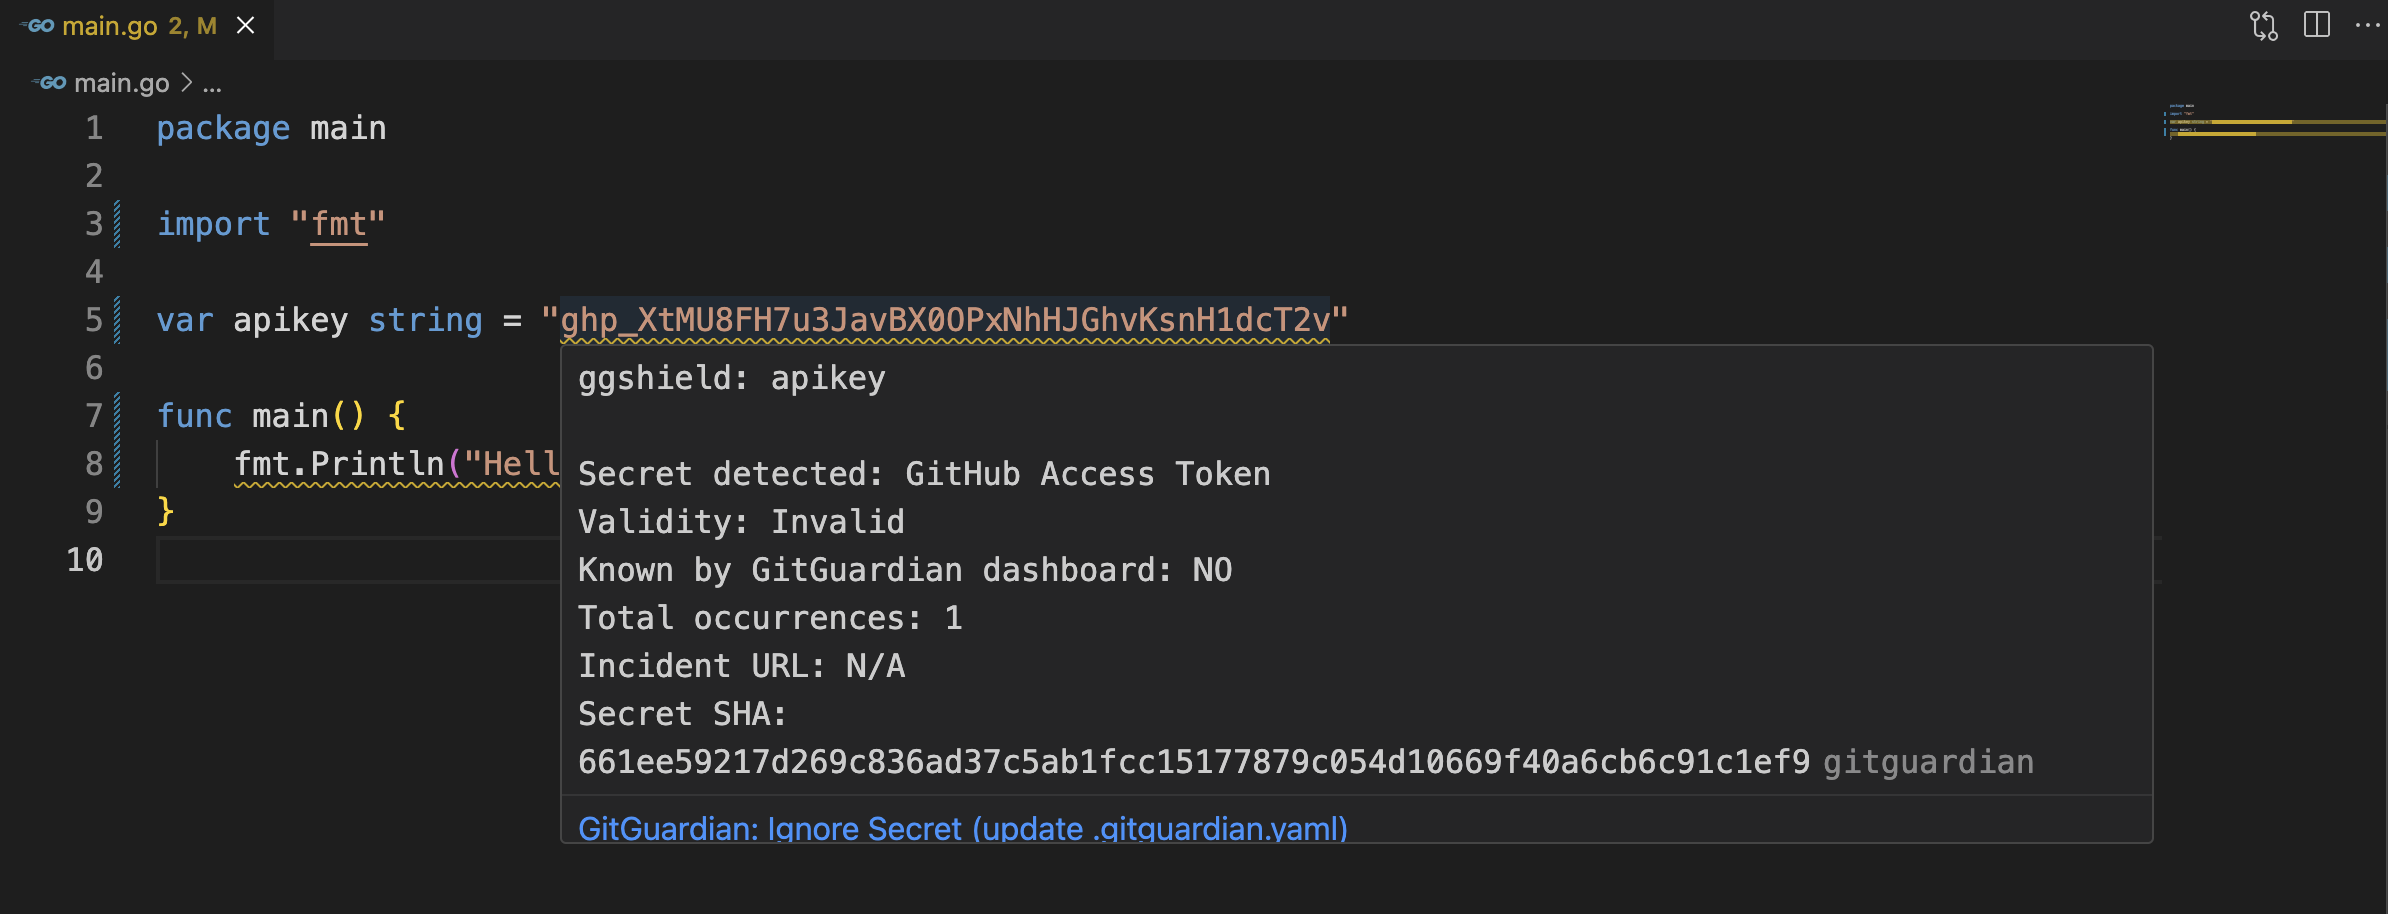 GO main.go 2, M
GO main.go > ...
1 package main
2
3 import "fmt"
4
5 var apikey string = "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"
6
7 func main() {
8 fmt.Println("Hell
9 }
10
ggshield: apikey
Secret detected: GitHub Access Token
Validity: Invalid
Known by GitGuardian dashboard: NO
Total occurrences: 1
Incident URL: N/A
Secret SHA:
661ee59217d269c836ad37c5ab1fcc15177879c054d10669f40a6cb6c91c1ef9 gitguardian
GitGuardian: Ignore Secret (update .gitguardian.yaml)